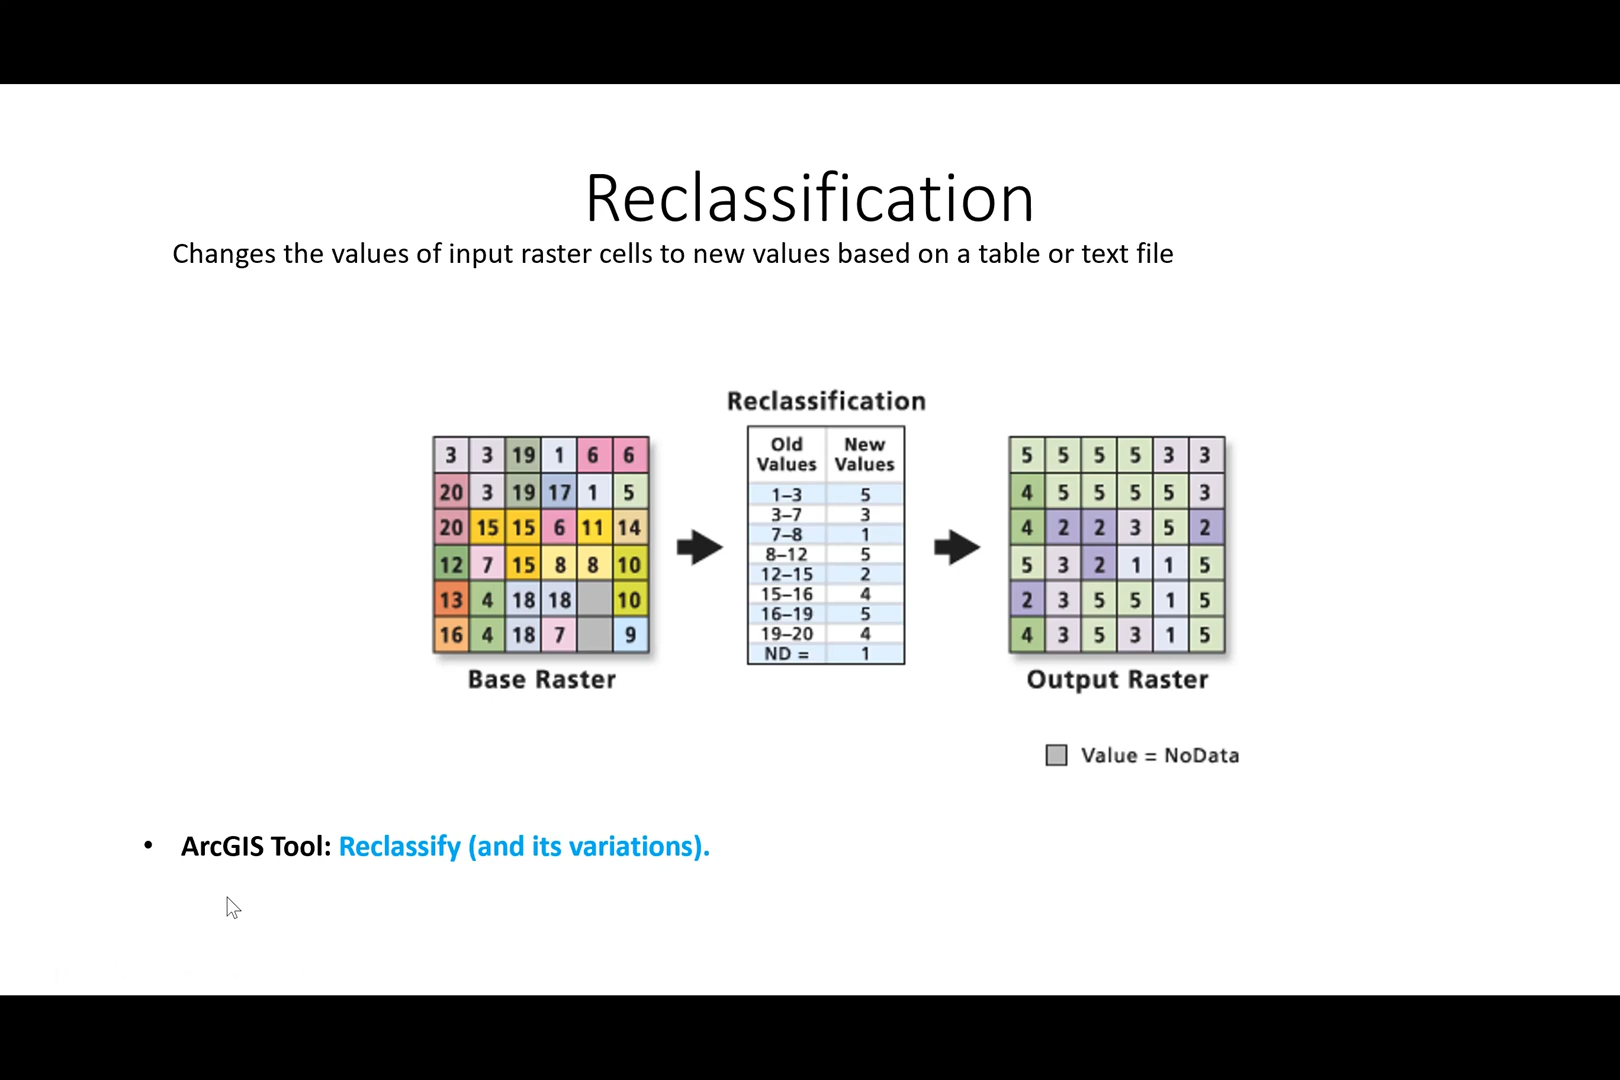 Reclassification
Changes the values of input raster cells to new values based on a table or text file
Reclassification
3 3 19 1 6 6
20 3 19 17 1 5
20 15 15 6 11 14
12 7 15 8 8 10
13 4 18 18 10
16 4 18 7 9
Base Raster
Old Values New Values
1–3 5
3–7 3
7–8 1
8–12 5
12–15 2
15–16 4
16–19 5
19–20 4
ND = 1
5 5 5 5 3 3
4 5 5 5 5 3
4 2 2 3 5 2
5 3 2 1 1 5
2 3 5 5 1 5
4 3 5 3 1 5
Output Raster
Value = NoData
• ArcGIS Tool: Reclassify (and its variations).